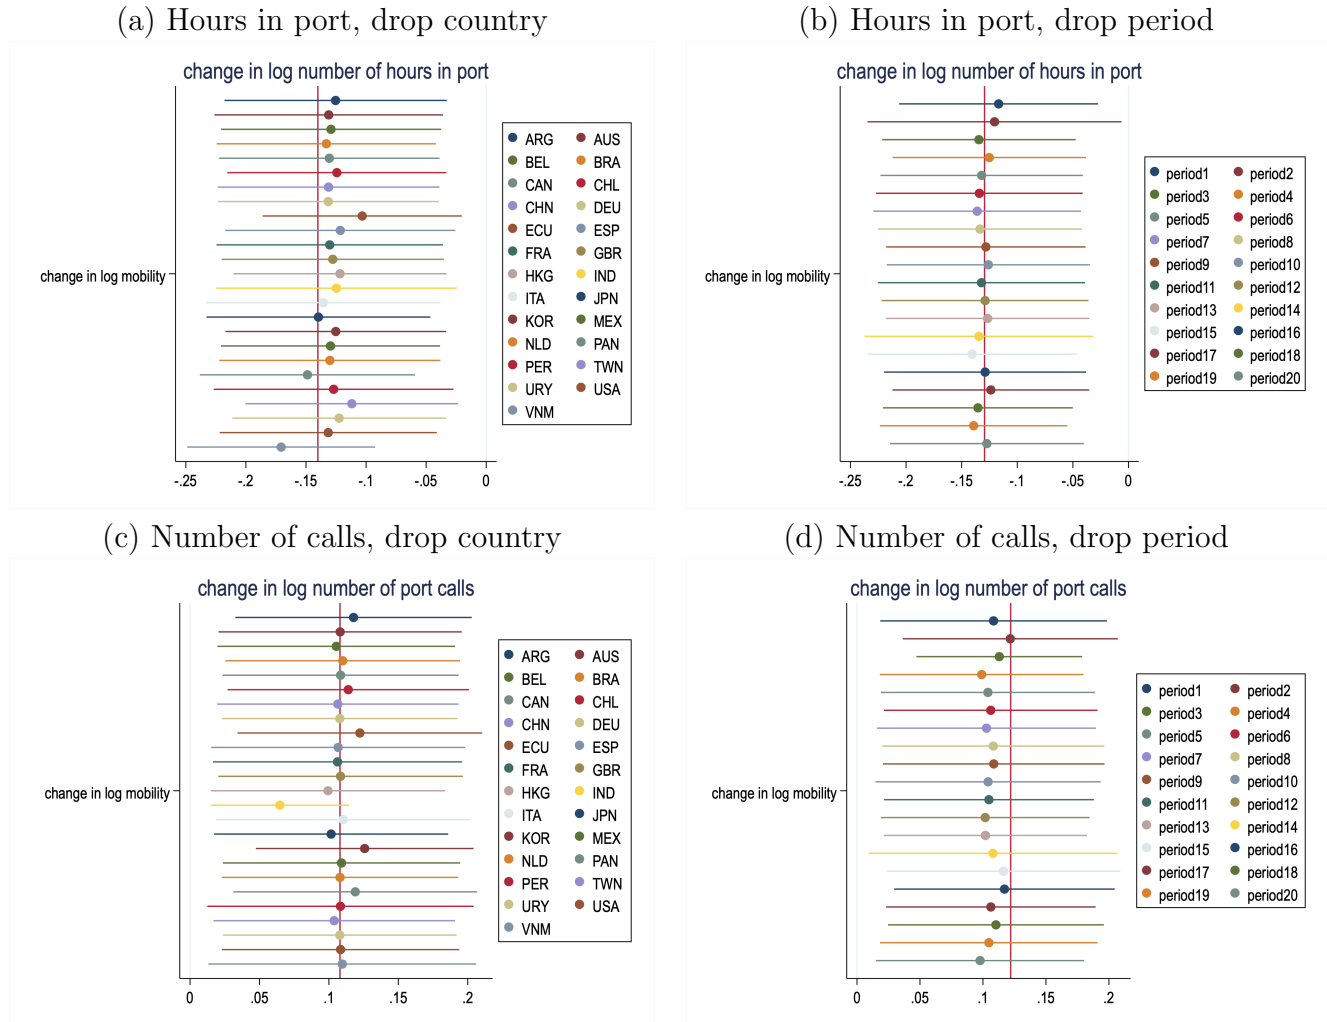 (a) Hours in port, drop country
change in log number of hours in port
change in log mobility
-.25 -.2 -.15 -.1 -.05 0
ARG AUS
BEL BRA
CAN CHL
CHN DEU
ECU ESP
FRA GBR
HKG IND
ITA JPN
KOR MEX
NLD PAN
PER TWN
URY USA
VNM
(b) Hours in port, drop period
change in log number of hours in port
change in log mobility
-.25 -.2 -.15 -.1 -.05 0
period1 period2
period3 period4
period5 period6
period7 period8
period9 period10
period11 period12
period13 period14
period15 period16
period17 period18
period19 period20
(c) Number of calls, drop country
change in log number of port calls
change in log mobility
0 .05 .1 .15 .2
ARG AUS
BEL BRA
CAN CHL
CHN DEU
ECU ESP
FRA GBR
HKG IND
ITA JPN
KOR MEX
NLD PAN
PER TWN
URY USA
VNM
(d) Number of calls, drop period
change in log number of port calls
change in log mobility
0 .05 .1 .15 .2
period1 period2
period3 period4
period5 period6
period7 period8
period9 period10
period11 period12
period13 period14
period15 period16
period17 period18
period19 period20